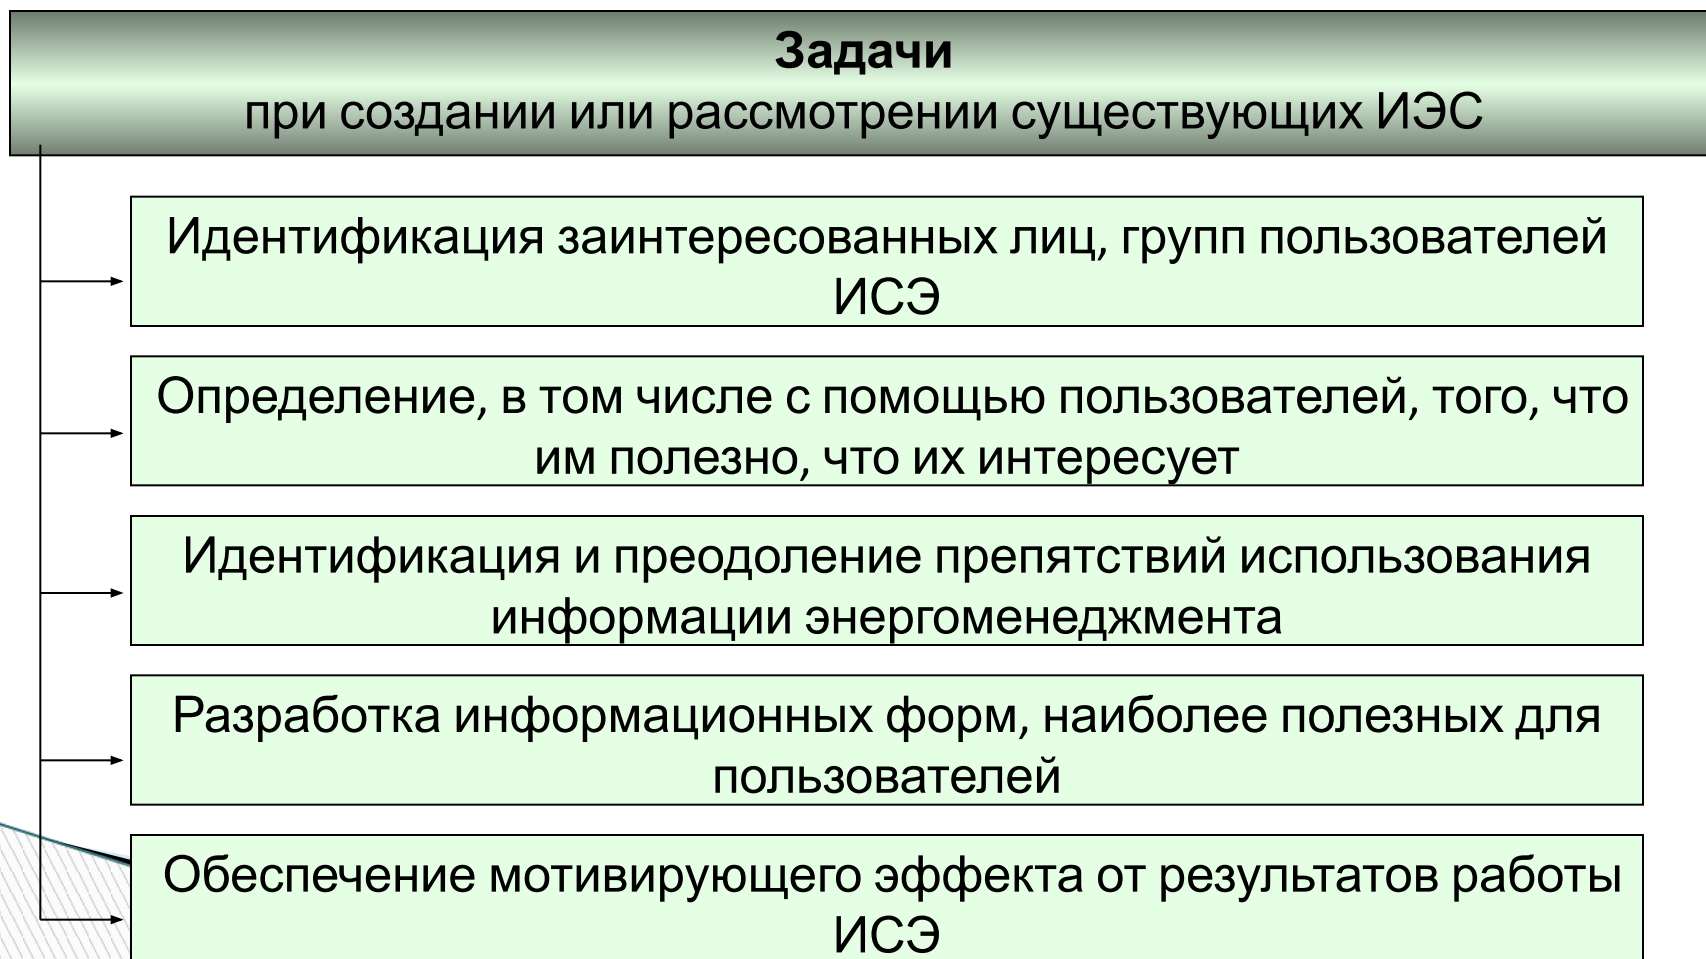 Задачи
при создании или рассмотрении существующих ИЭС
Идентификация заинтересованных лиц, групп пользователей
ИСЭ
Определение, в том числе с помощью пользователей, того, что
им полезно, что их интересует
Идентификация и преодоление препятствий использования
информации энергоменеджмента
Разработка информационных форм, наиболее полезных для
пользователей
Обеспечение мотивирующего эффекта от результатов работы
ИСЭ